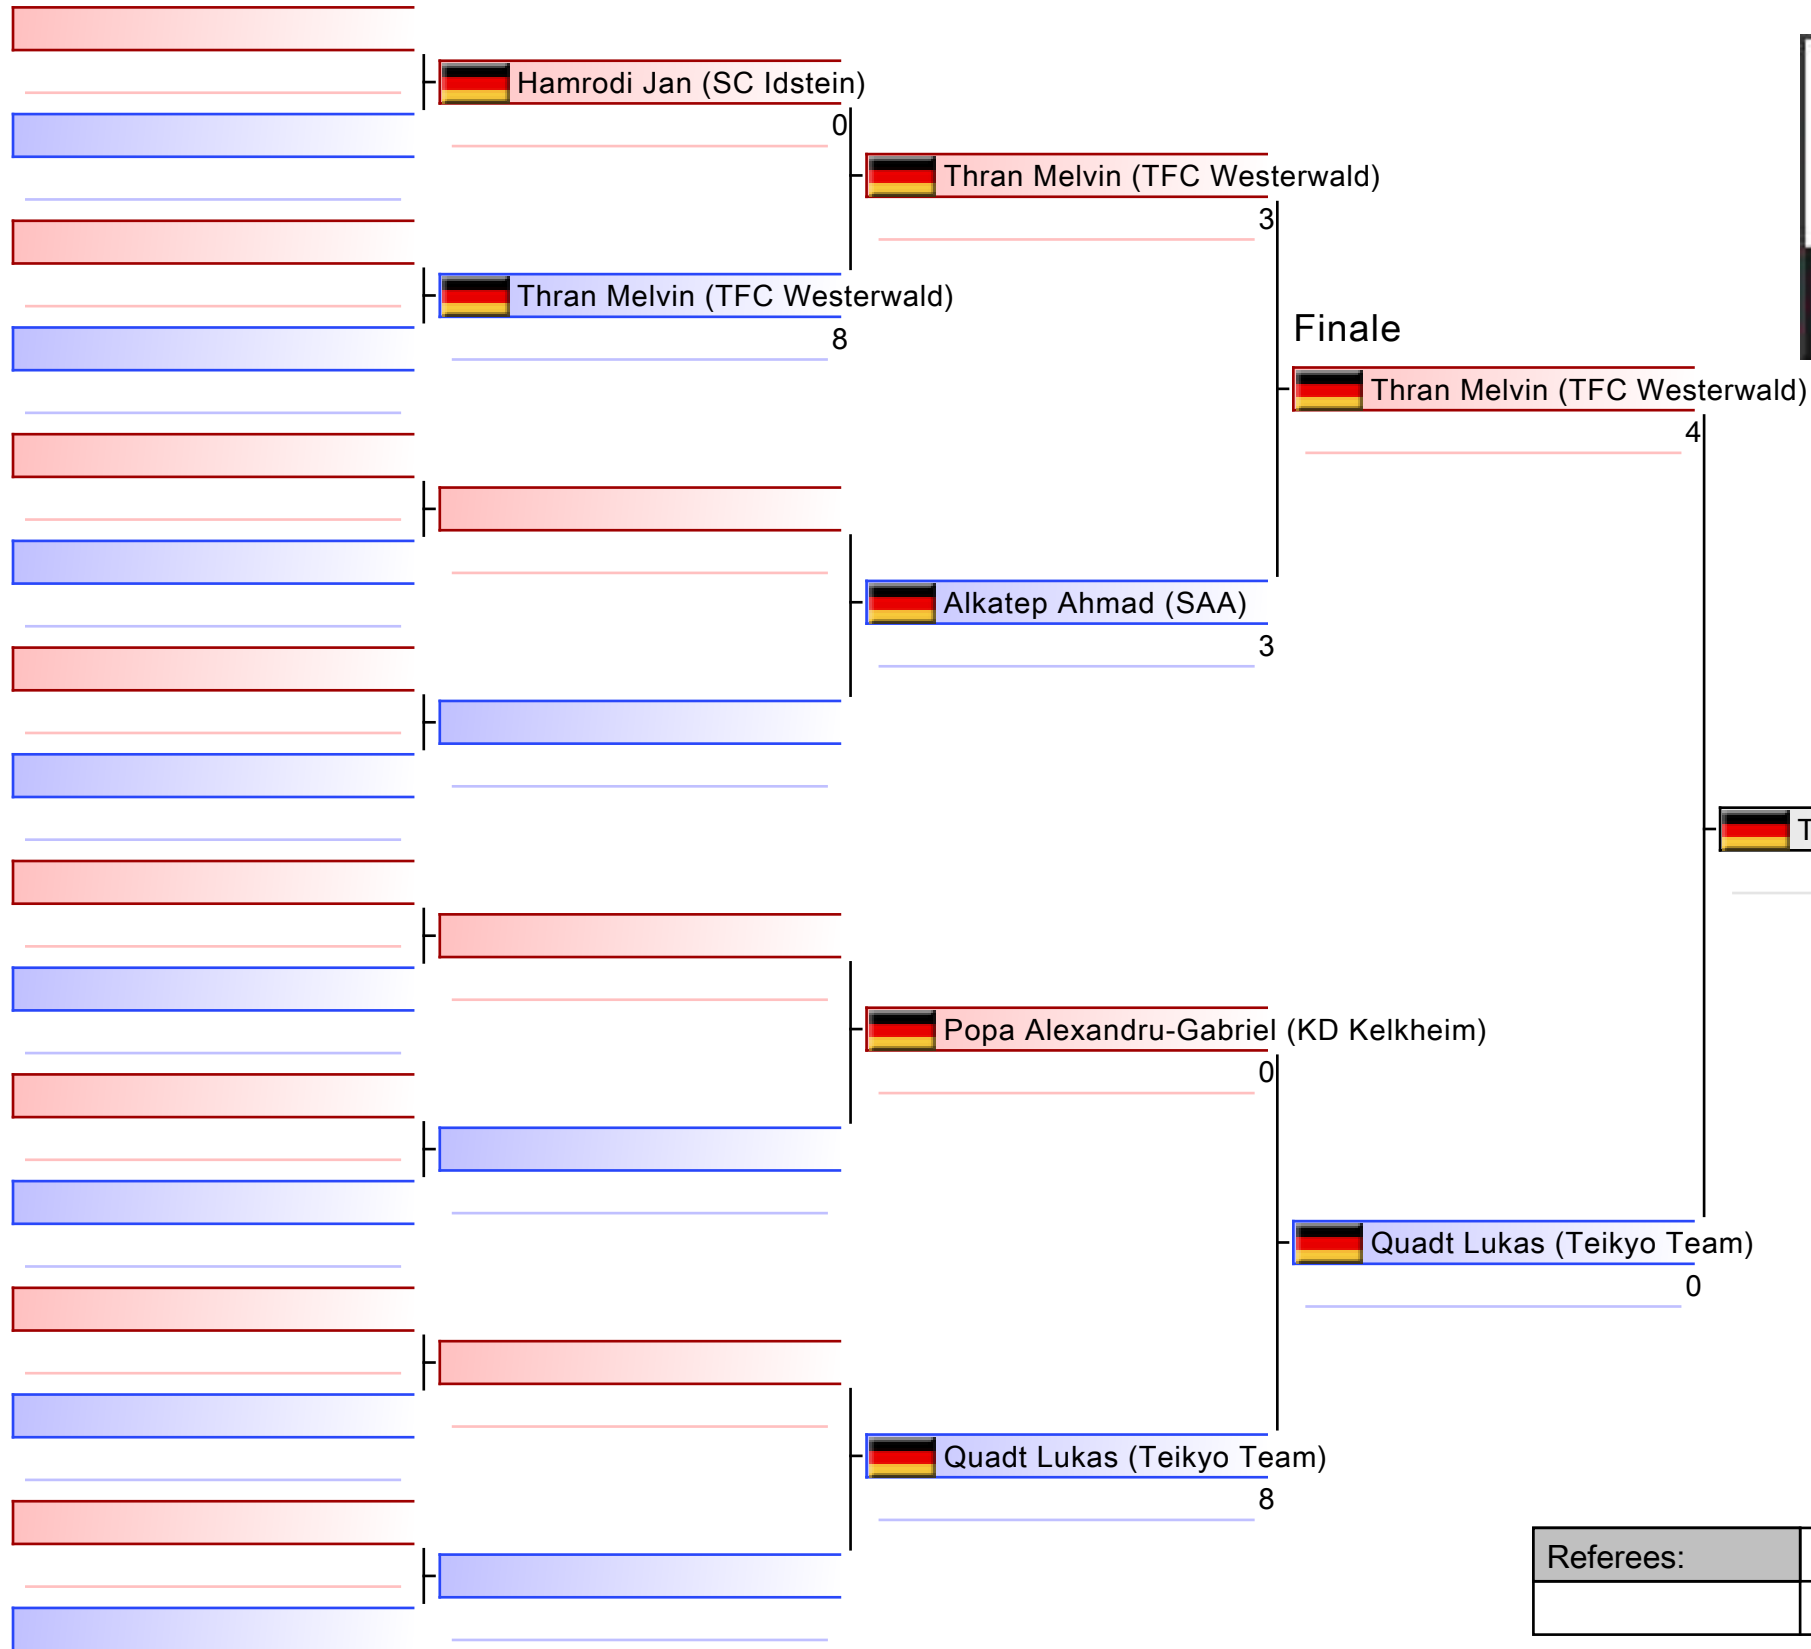 Hamrodi Jan (SC Idstein)
0
Thran Melvin (TFC Westerwald)
3
Thran Melvin (TFC Westerwald)
8
Finale
Thran Melvin (TFC Westerwald)
4
Alkatep Ahmad (SAA)
3
T
Popa Alexandru-Gabriel (KD Kelkheim)
0
Quadt Lukas (Teikyo Team)
0
Quadt Lukas (Teikyo Team)
8
Referees: